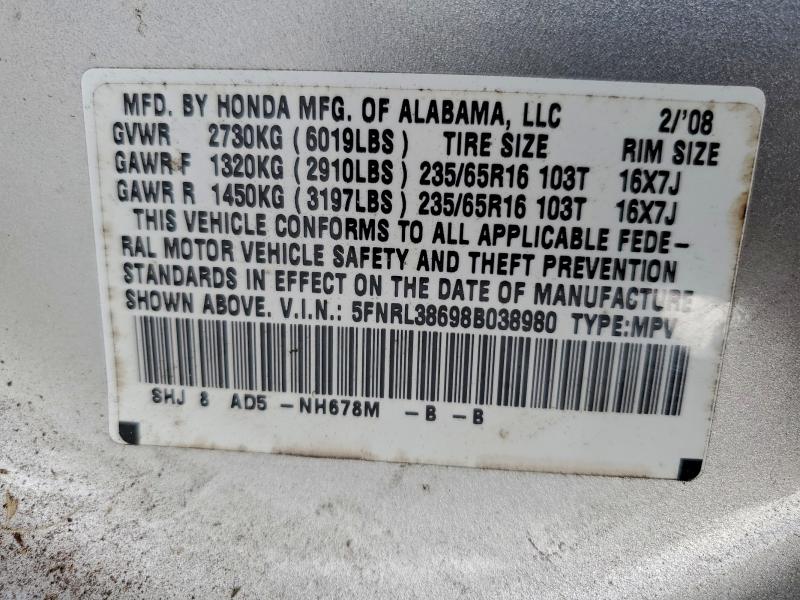 MFD. BY HONDA MFG. OF ALABAMA, LLC 2/'08
GVWR 2730KG (6019LBS) TIRE SIZE RIM SIZE
GAWR F 1320KG (2910LBS) 235/65R16 103T 16X7J
GAWR R 1450KG (3197LBS) 235/65R16 103T 16X7J
THIS VEHICLE CONFORMS TO ALL APPLICABLE FEDE-
RAL MOTOR VEHICLE SAFETY AND THEFT PREVENTION
STANDARDS IN EFFECT ON THE DATE OF MANUFACTURE
SHOWN ABOVE. V.I.N.: 5FNRL38698B038980 TYPE:MPV
SHJ 8 AD5 -NH678M -B -B